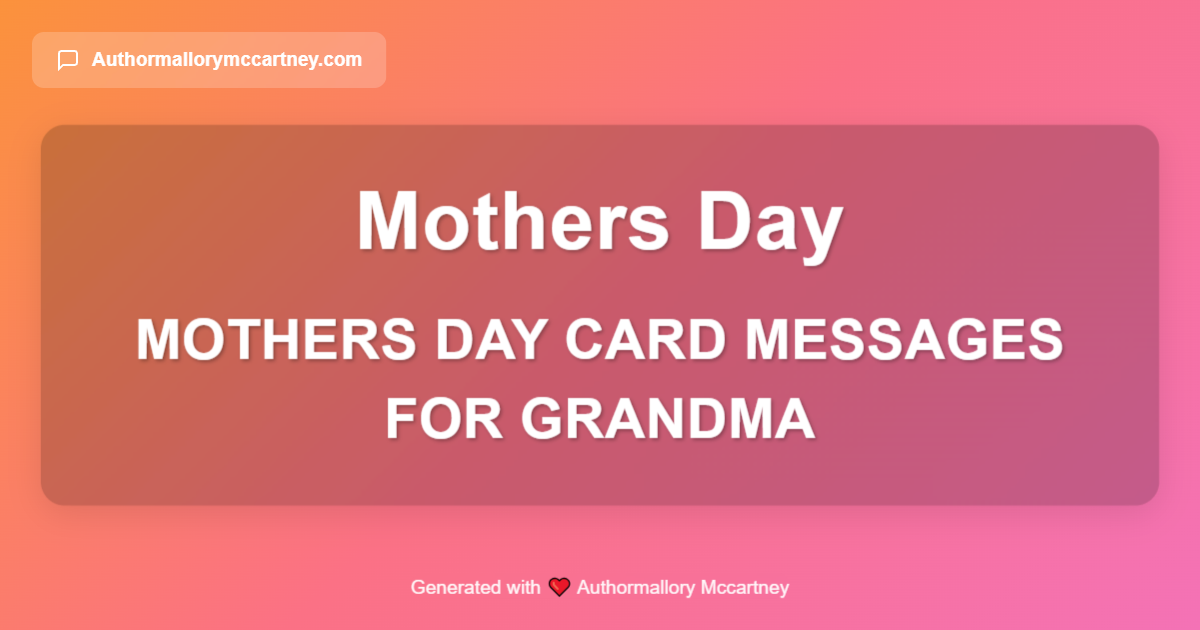 Authormallorymccartney.com
Mothers Day
MOTHERS DAY CARD MESSAGES
FOR GRANDMA
Generated with ❤️ Authormallory Mccartney